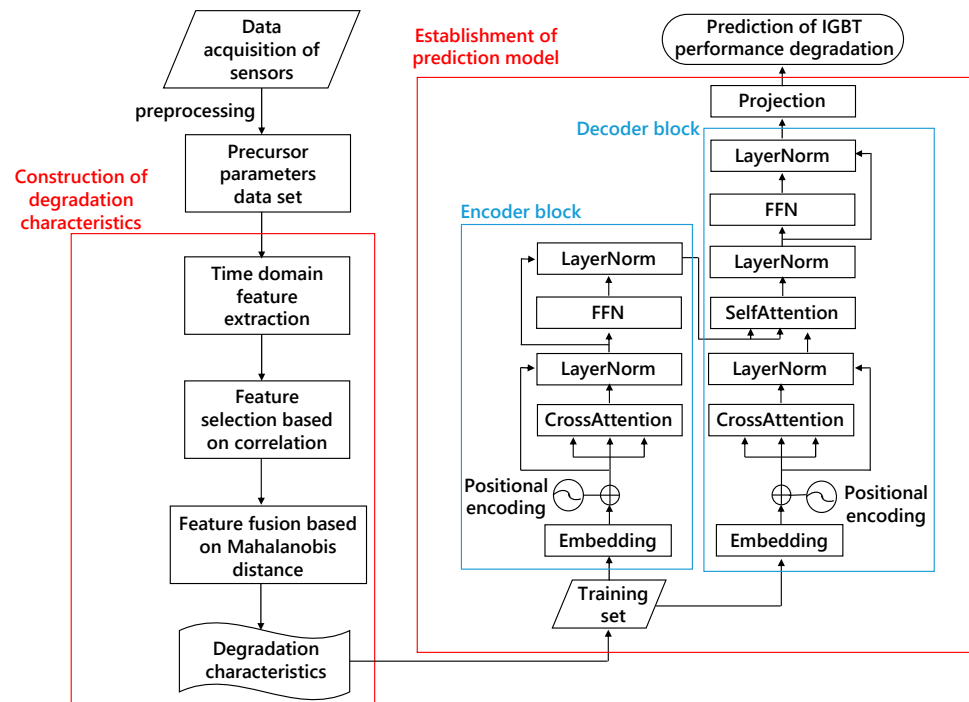 Data
acquisition of
sensors
preprocessing
Precursor
parameters
data set
Construction of
degradation
characteristics
Time domain
feature
extraction
Feature
selection based
on correlation
Feature fusion based
on Mahalanobis
distance
Degradation
characteristics
Establishment of
prediction model
Prediction of IGBT
performance degradation
Projection
Decoder block
LayerNorm
FFN
LayerNorm
SelfAttention
LayerNorm
CrossAttention
Positional
encoding
Embedding
Encoder block
LayerNorm
FFN
LayerNorm
CrossAttention
Positional
encoding
Embedding
Training
set